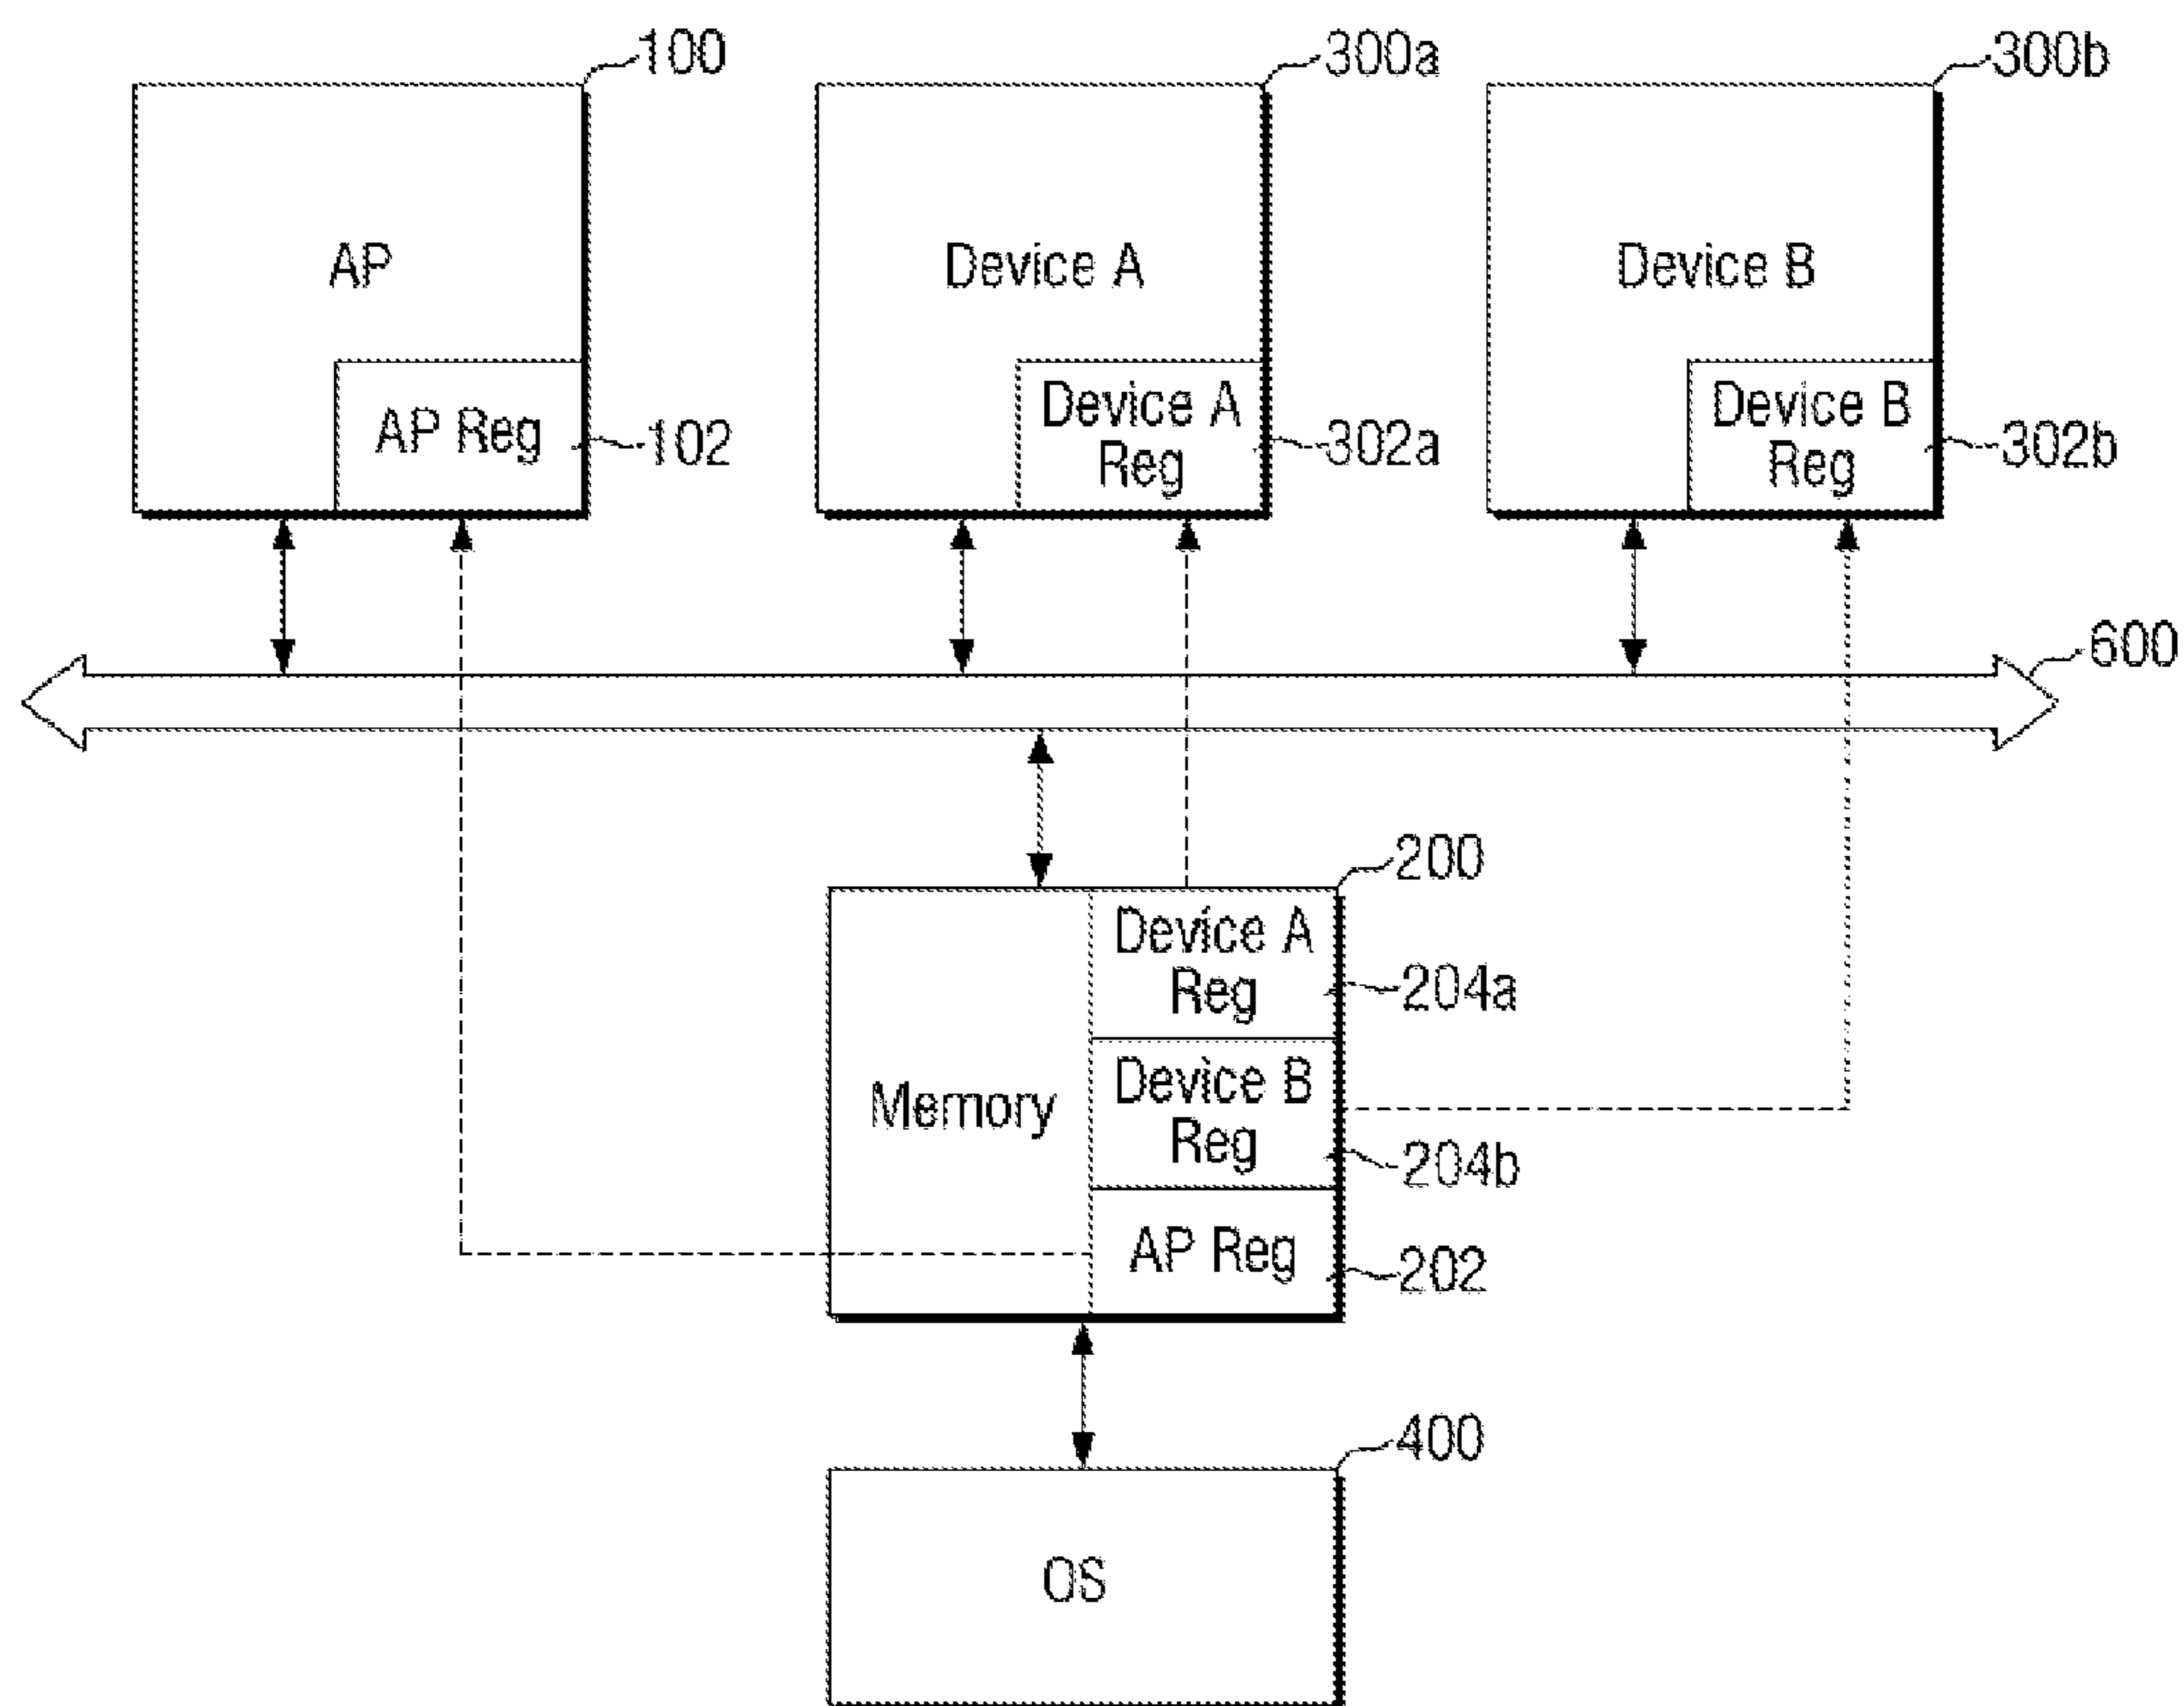 100
300a
300b
AP
Device A
Device B
AP Reg
102
Device A
Reg
302a
Device B
Reg
302b
600
200
Device A
Reg
204a
Memory
Device B
Reg
204b
AP Reg
202
400
OS